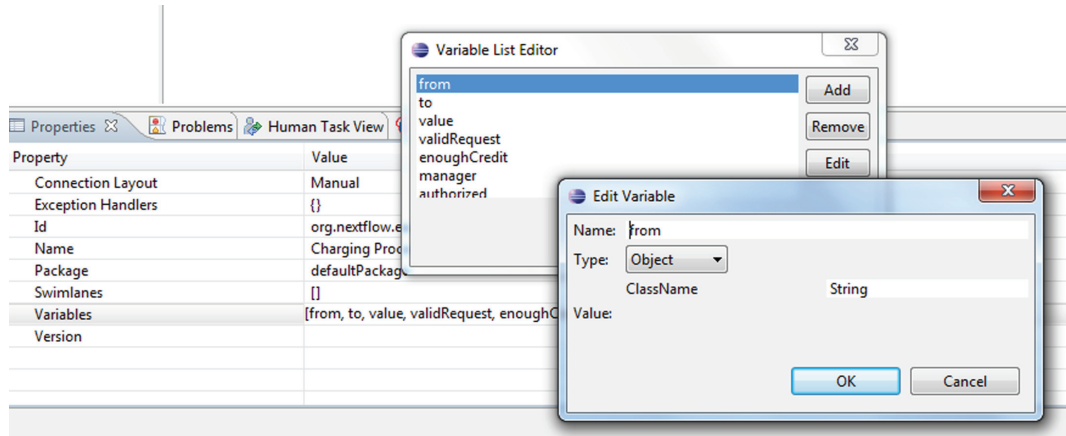 Variable List Editor
from
to
value
validRequest
enoughCredit
manager
authorized
Add
Remove
Edit
Properties
Problems
Human Task View
Property Value
Connection Layout Manual
Exception Handlers {}
Id org.nextflow.e
Name Charging Proc
Package defaultPackage
Swimlanes []
Variables [from, to, value, validRequest, enoughC
Version
Edit Variable
Name: from
Type: Object
ClassName String
Value:
OK Cancel